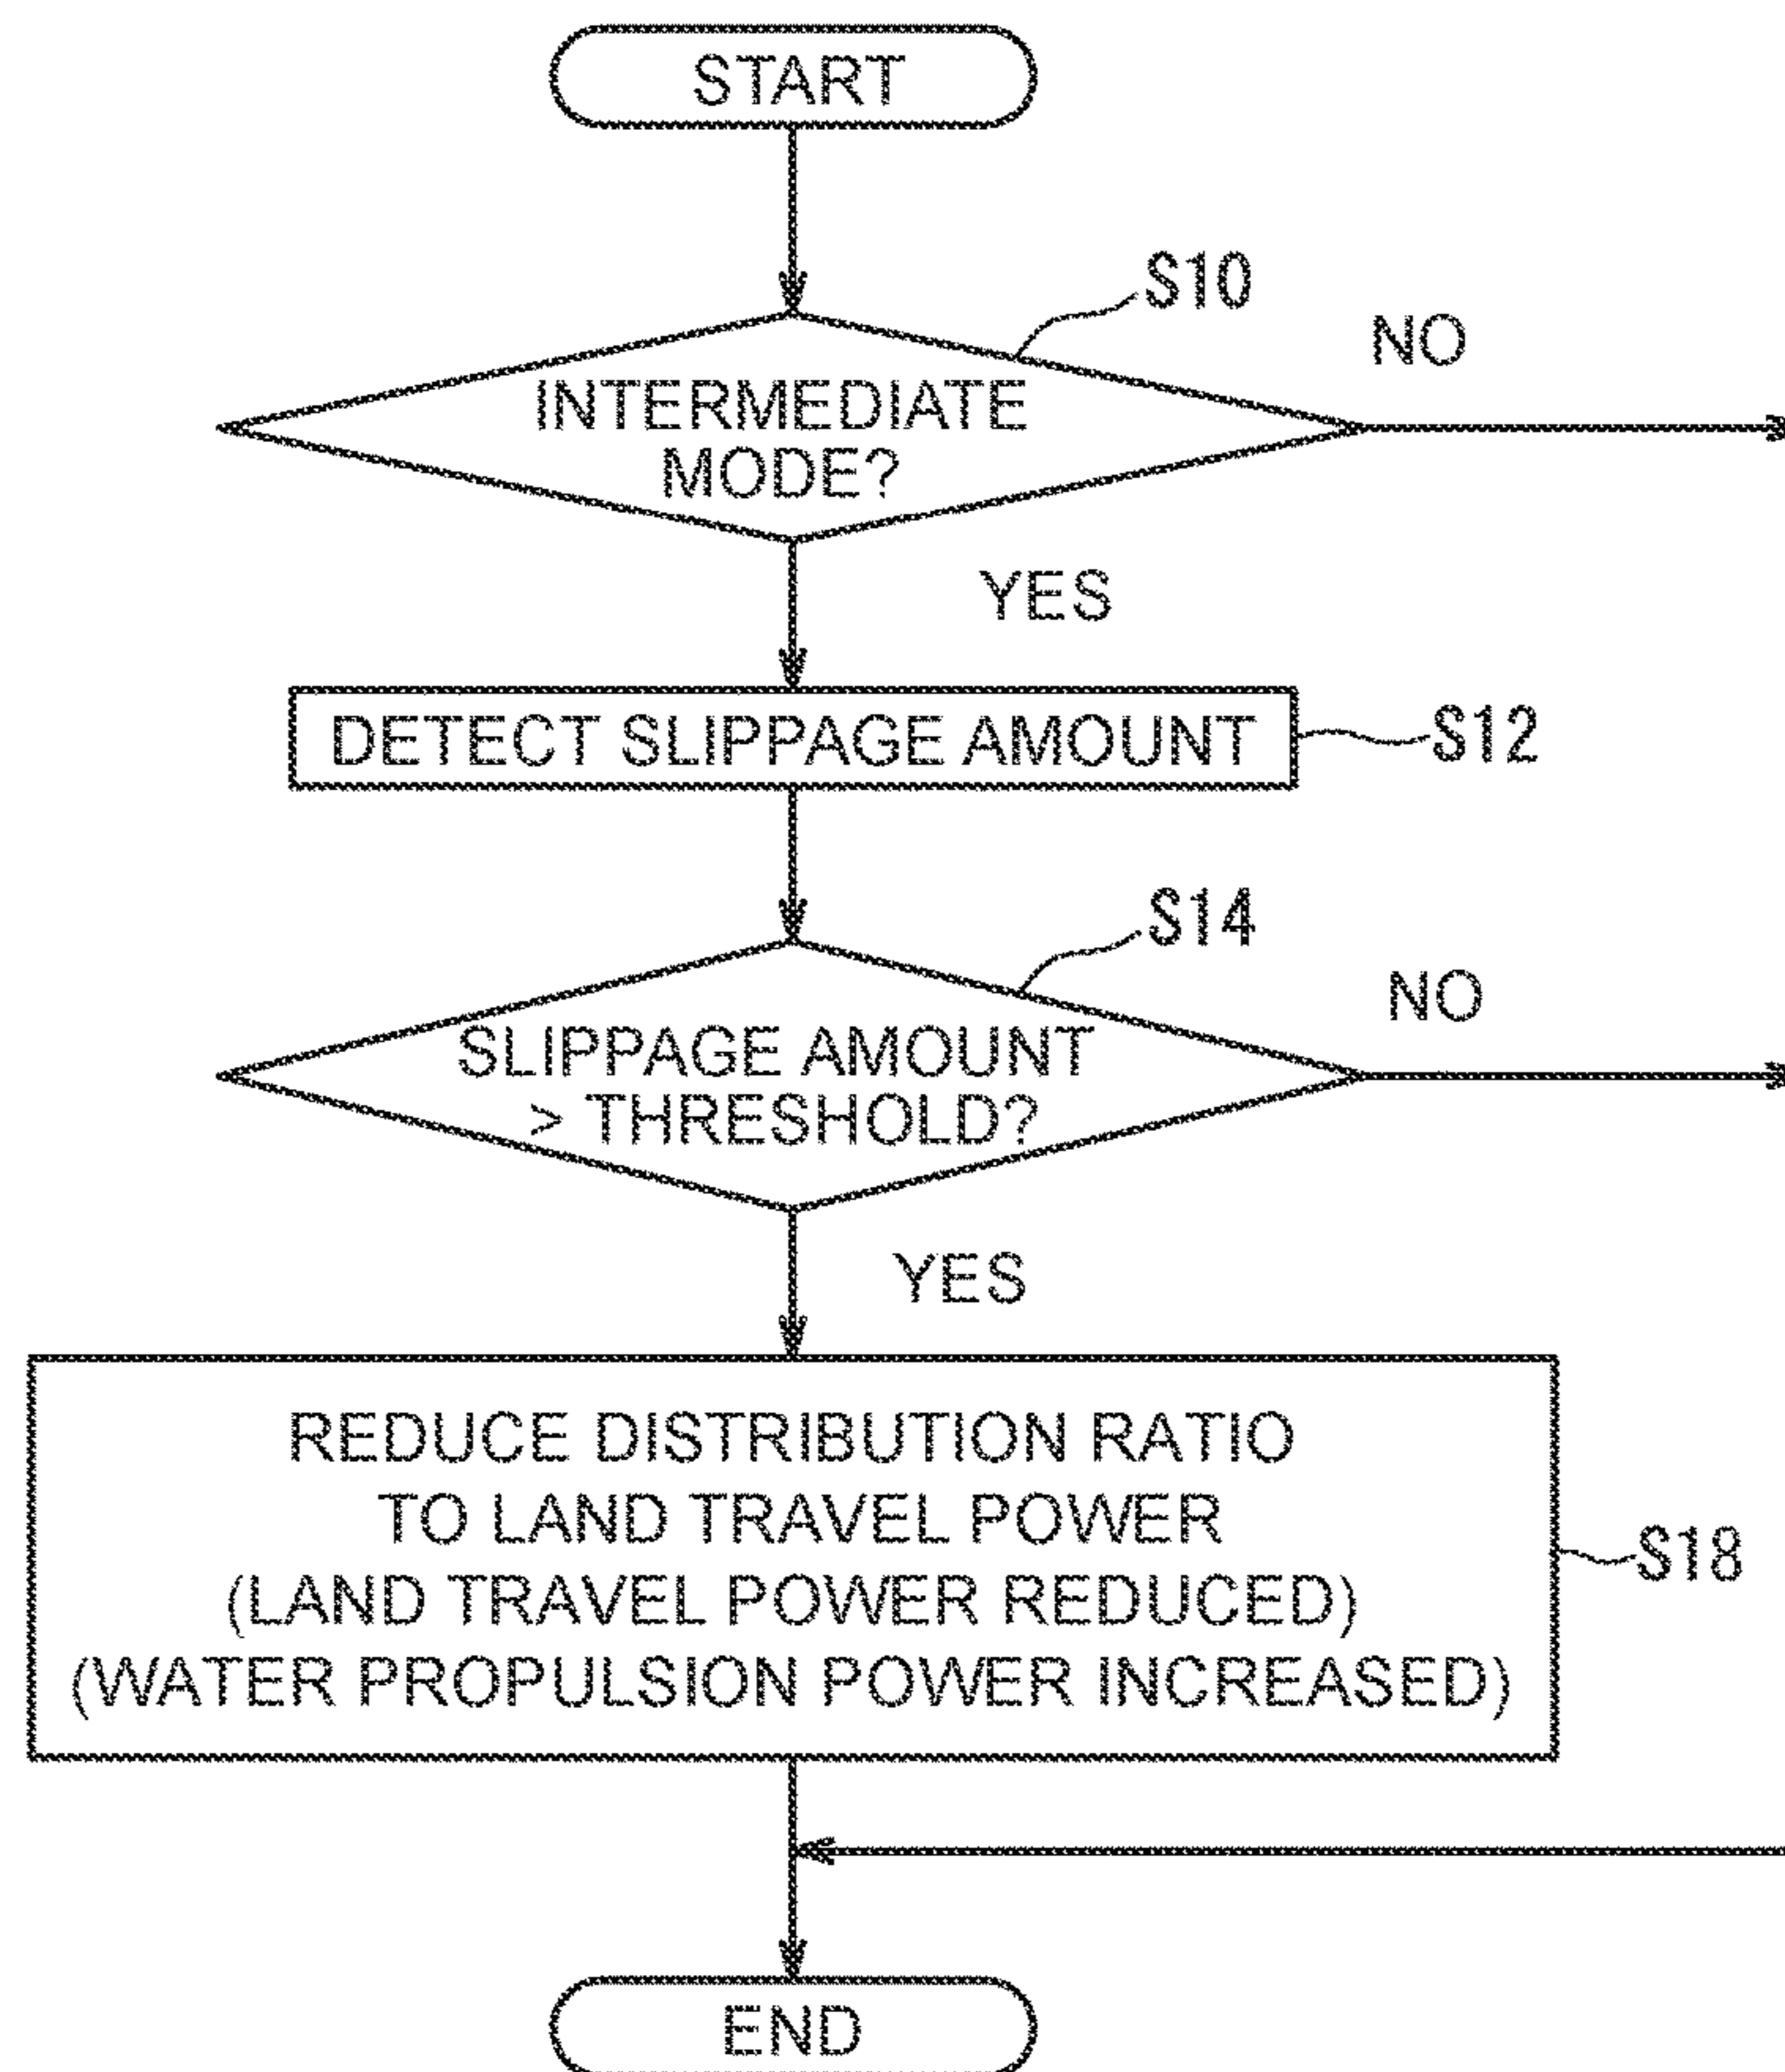 START
S10
NO
INTERMEDIATE
MODE?
YES
DETECT SLIPPAGE AMOUNT
S12
S14
NO
SLIPPAGE AMOUNT
> THRESHOLD?
YES
REDUCE DISTRIBUTION RATIO
TO LAND TRAVEL POWER
(LAND TRAVEL POWER REDUCED)
(WATER PROPULSION POWER INCREASED)
S18
END